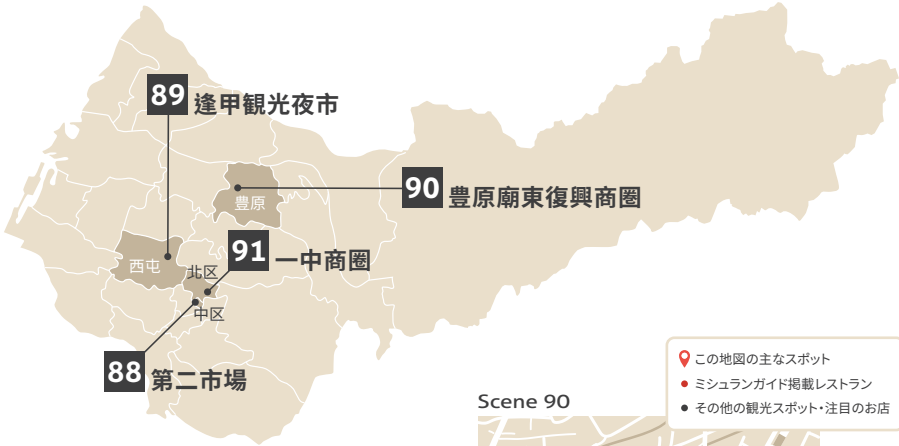 89 逢甲観光夜市
90 豊原廟東復興商圈
豊原
91 一中商圈
西屯
北区
中区
88 第二市場
この地図の主なスポット
ミシュランガイド掲載レストラン
その他の観光スポット・注目のお店
Scene 90